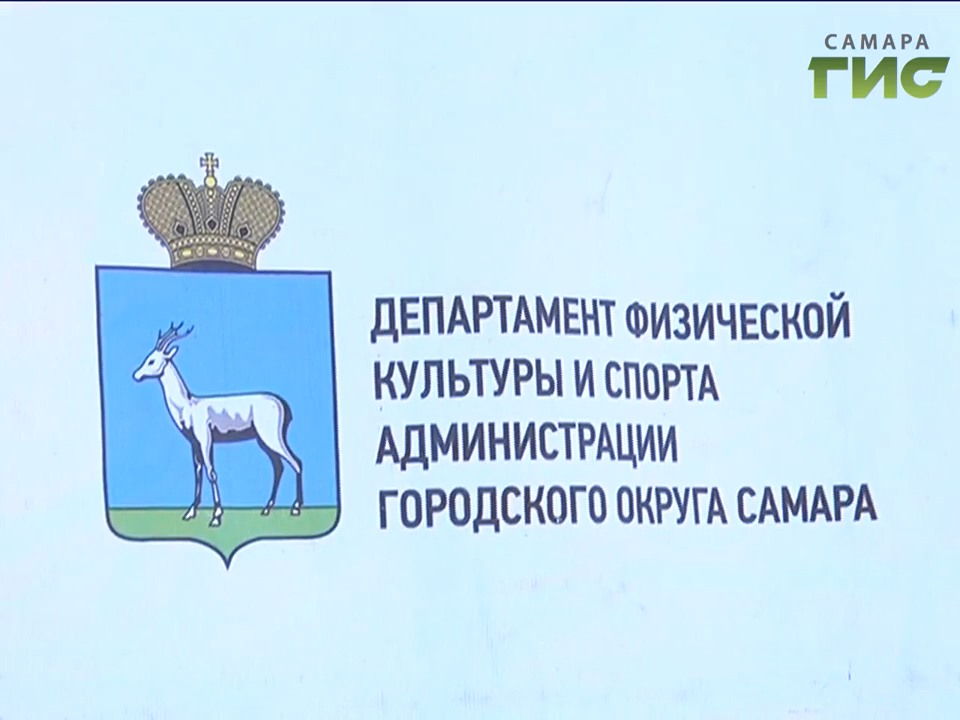 САМАРА
ГИС
ДЕПАРТАМЕНТ ФИЗИЧЕСКОЙ
КУЛЬТУРЫ И СПОРТА
АДМИНИСТРАЦИИ
ГОРОДСКОГО ОКРУГА САМАРА